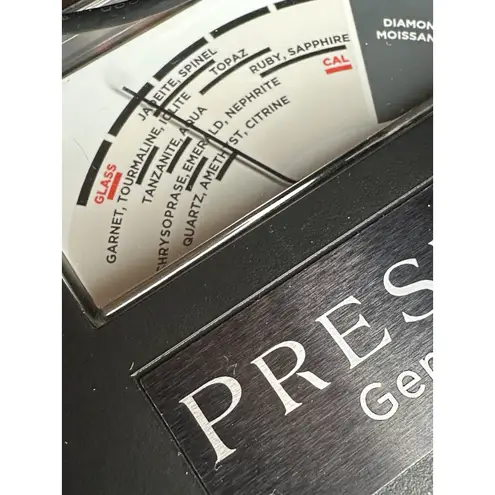 DIAMON
MOISSAN
RUBY, SAPPHIRE
CAL
TOPAZ
JADEITE, SPINEL
GLASS
GARNET, TOURMALINE, IOLITE
TANZANITE, AQUA
CHRYSOPRASE, EMERALD, NEPHRITE
QUARTZ, AMETHYST, CITRINE
PRES
Gen